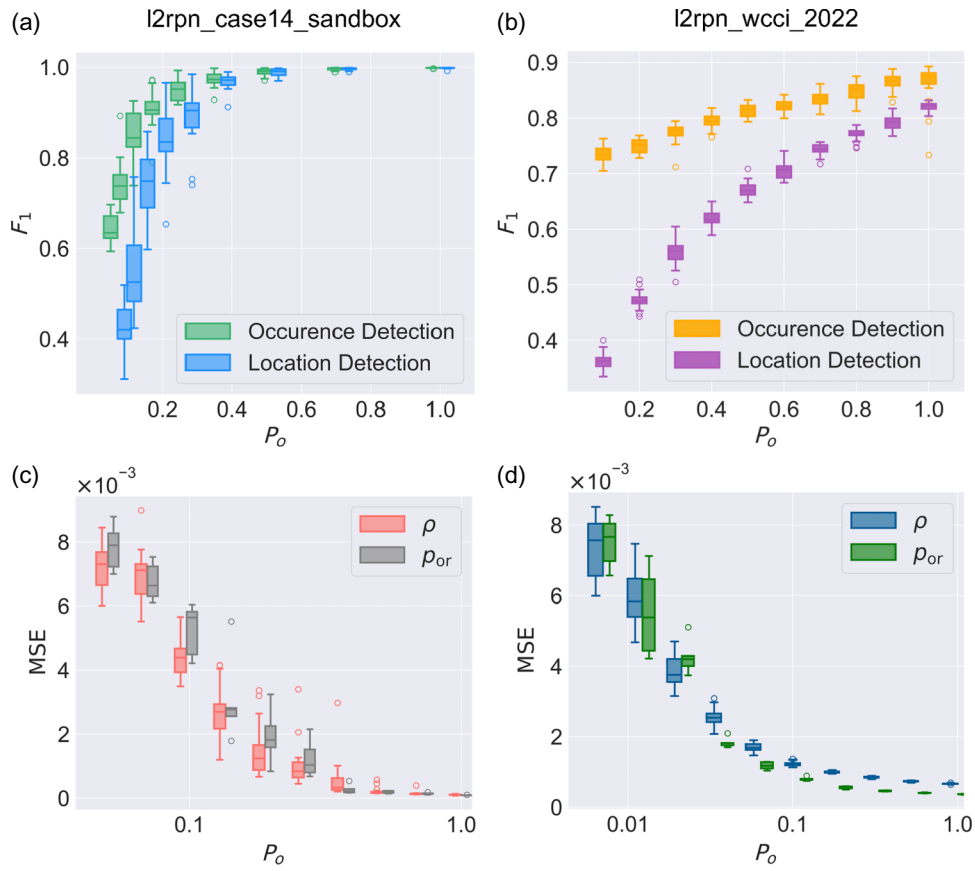 (a)
l2rpn_case14_sandbox
1.0
0.8
0.6
0.4
F1
Occurence Detection
Location Detection
0.2
0.4
0.6
0.8
1.0
Po
(b)
l2rpn_wcci_2022
0.9
0.8
0.7
0.6
0.5
0.4
F1
Occurence Detection
Location Detection
0.2
0.4
0.6
0.8
1.0
Po
(c)
×10−3
8
6
4
2
0
MSE
ρ
por
0.1
1.0
Po
(d)
×10−3
8
6
4
2
0
MSE
ρ
por
0.01
0.1
1.0
Po